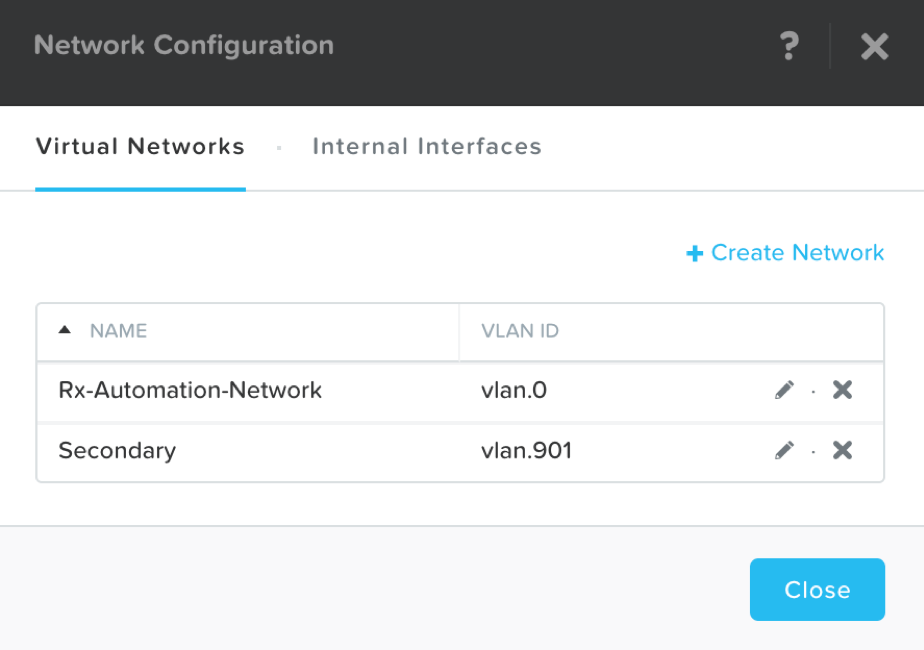 Network Configuration ?
Virtual Networks · Internal Interfaces
+ Create Network
NAME VLAN ID
Rx-Automation-Network vlan.0
Secondary vlan.901
Close